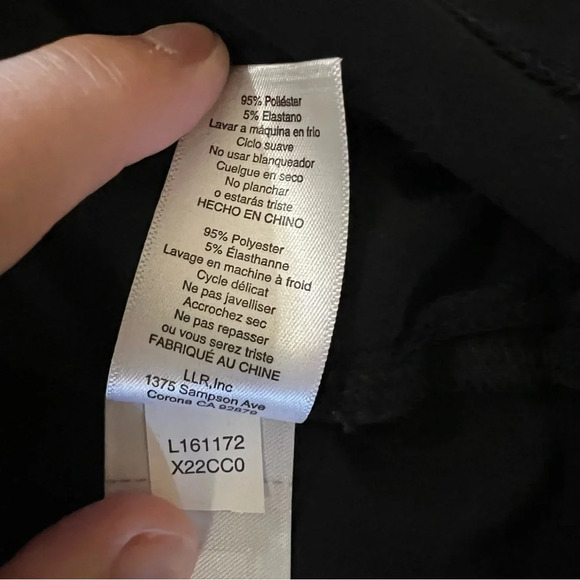 95% Poliéster
5% Elastano
Lavar a máquina en frio
Ciclo suave
No usar blanqueador
Cuelgue en seco
No planchar
o estarás triste
HECHO EN CHINO
95% Polyester
5% Élasthanne
Lavage en machine à froid
Cycle délicat
Ne pas javelliser
Accrochez sec
Ne pas repasser
ou vous serez triste
FABRIQUÉ AU CHINE
LLR,Inc
1375 Sampson Ave
Corona CA 92879
L161172
X22CC0